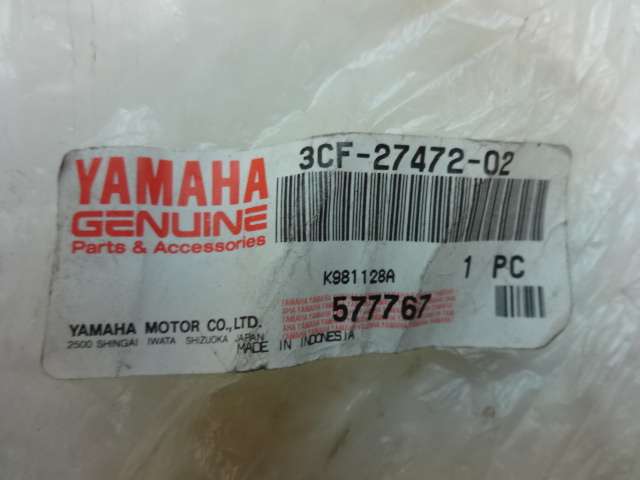 YAMAHA
GENUINE
Parts & Accessories
3CF-27472-02
K981128A
1 PC
577767
YAMAHA MOTOR CO.,LTD.
2500 SHINGAI IWATA SHIZUOKA JAPAN
MADE IN INDONESIA